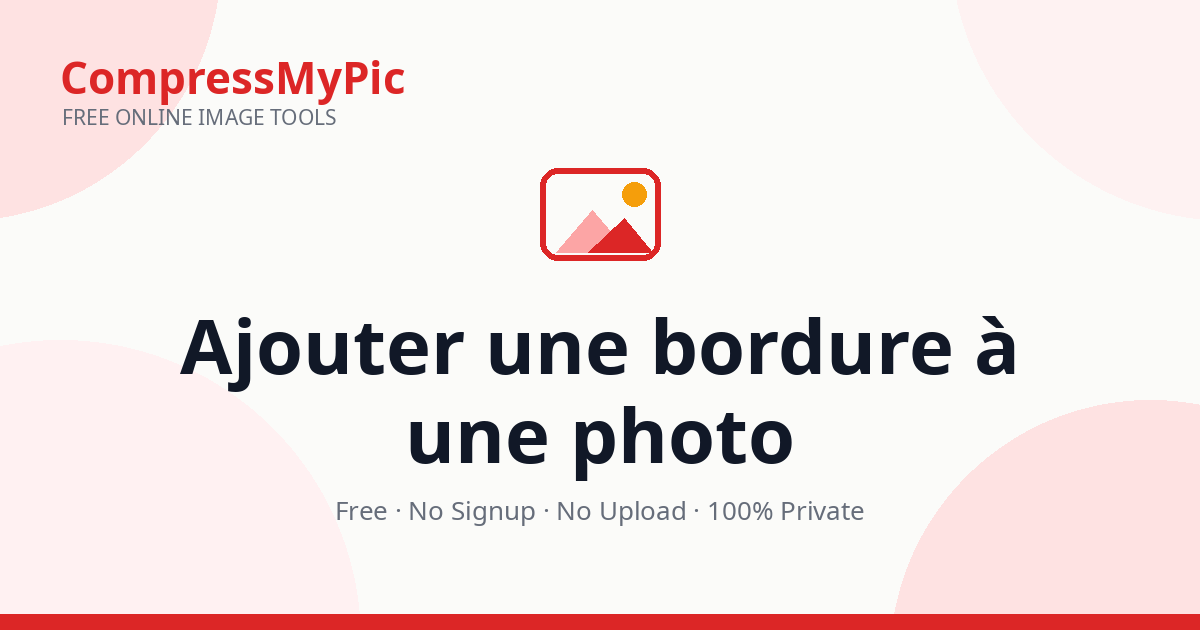 CompressMyPic
FREE ONLINE IMAGE TOOLS
Ajouter une bordure à
une photo
Free · No Signup · No Upload · 100% Private